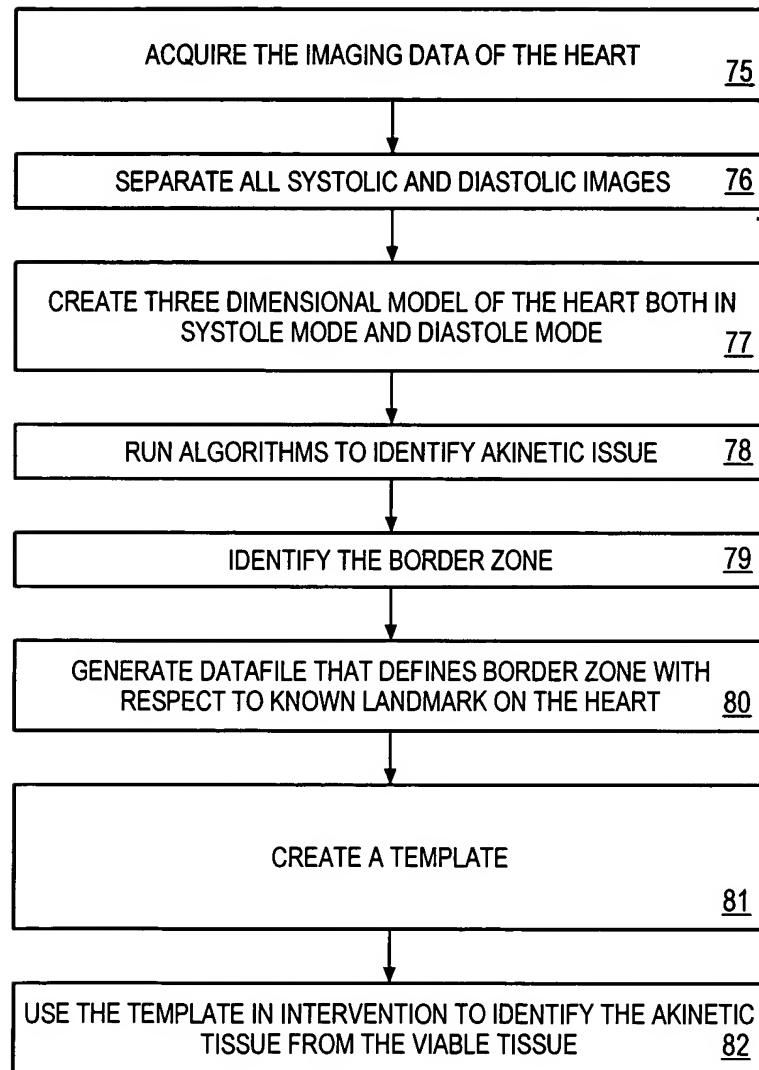 ACQUIRE THE IMAGING DATA OF THE HEART
75
SEPARATE ALL SYSTOLIC AND DIASTOLIC IMAGES
76
CREATE THREE DIMENSIONAL MODEL OF THE HEART BOTH IN
SYSTOLE MODE AND DIASTOLE MODE
77
RUN ALGORITHMS TO IDENTIFY AKINETIC ISSUE
78
IDENTIFY THE BORDER ZONE
79
GENERATE DATAFILE THAT DEFINES BORDER ZONE WITH
RESPECT TO KNOWN LANDMARK ON THE HEART
80
CREATE A TEMPLATE
81
USE THE TEMPLATE IN INTERVENTION TO IDENTIFY THE AKINETIC
TISSUE FROM THE VIABLE TISSUE
82